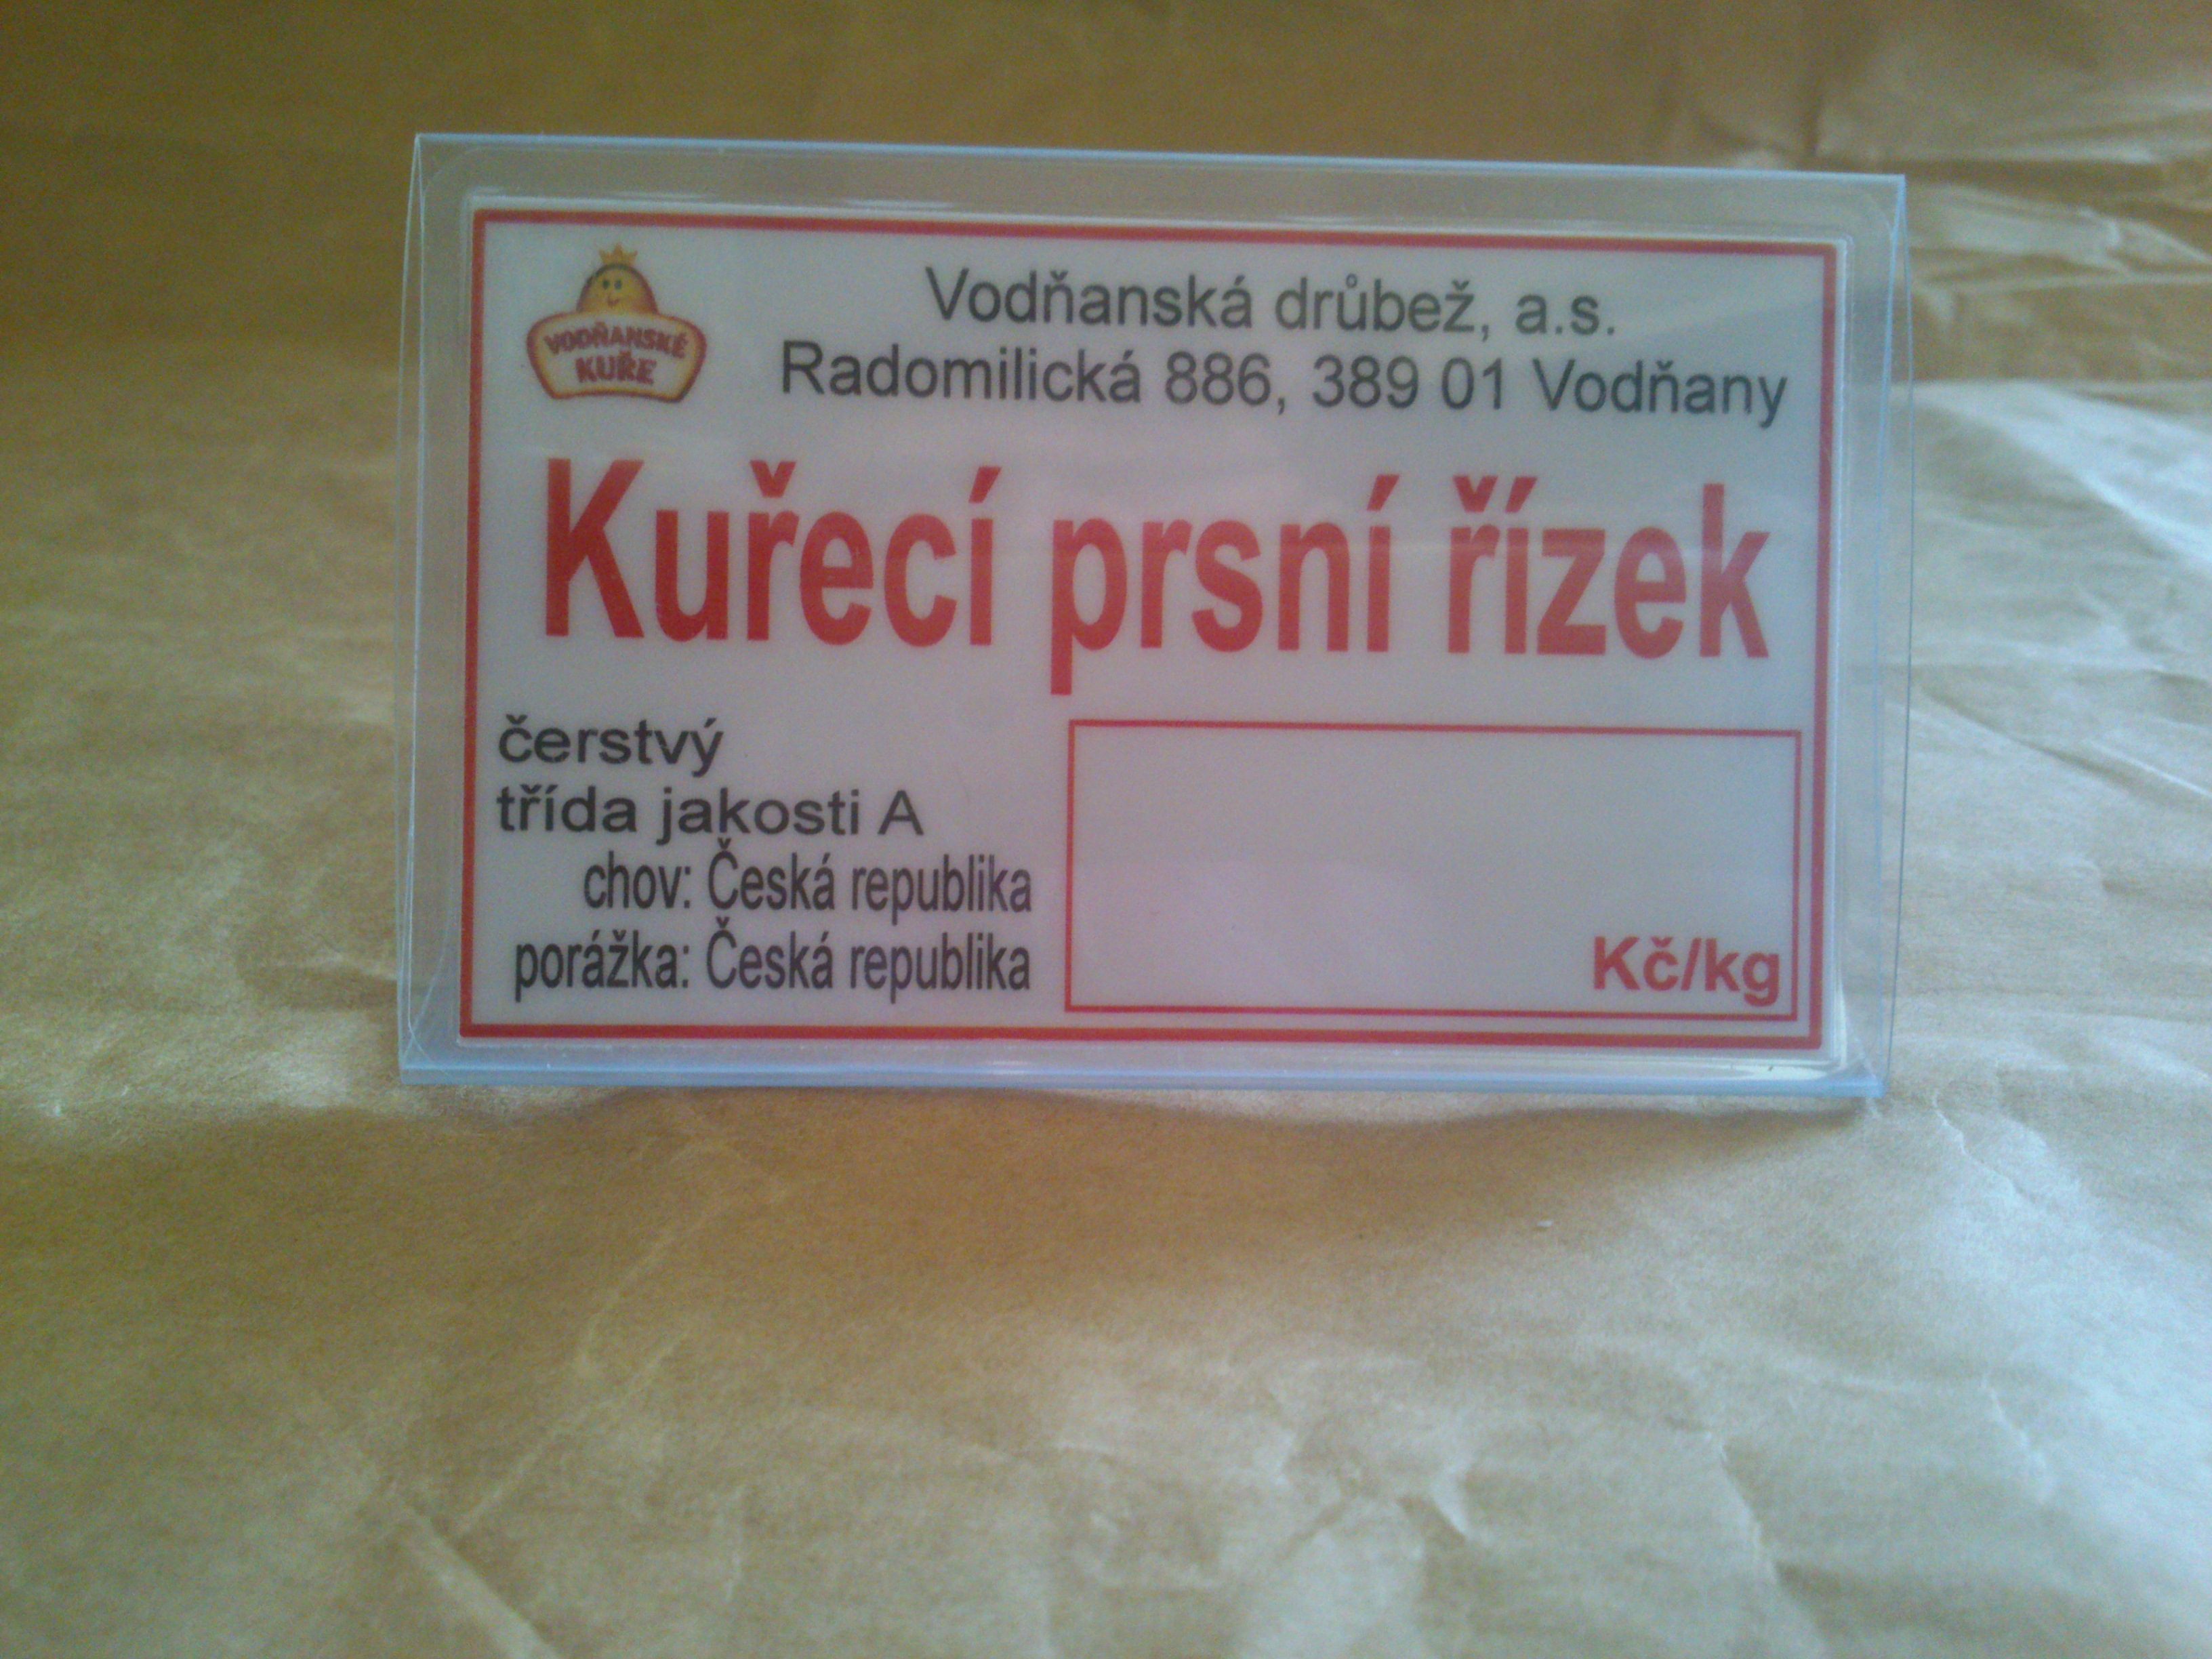 VODŇANSKÉ
KUŘE
Vodňanská drůbež, a.s.
Radomilická 886, 389 01 Vodňany
Kuřecí prsní řízek
čerstvý
třída jakosti A
chov: Česká republika
porážka: Česká republika
Kč/kg